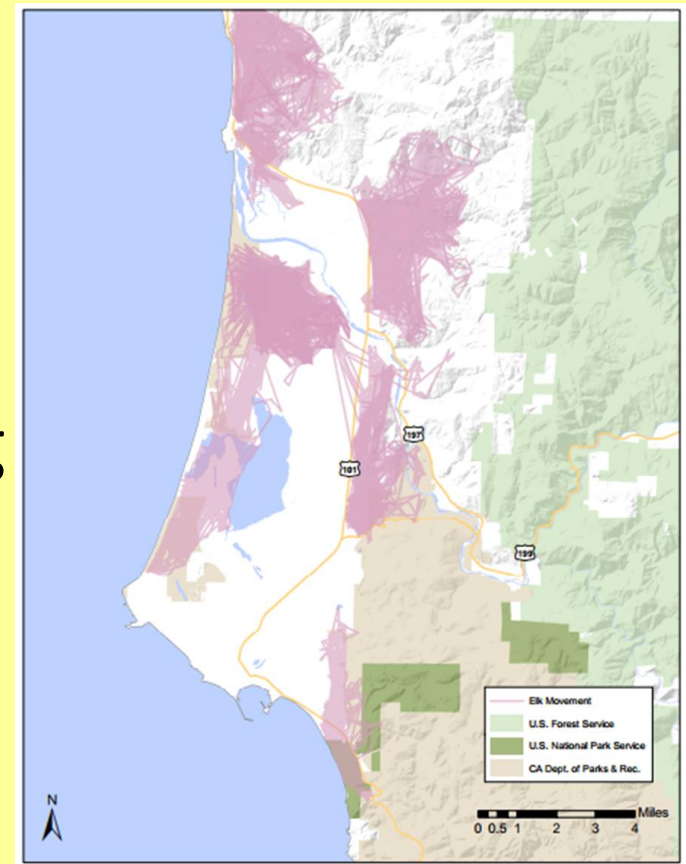 197
101
199
Elk Movement
U.S. Forest Service
U.S. National Park Service
CA Dept. of Parks & Rec.
N
Miles
0 0.5 1 2 3 4